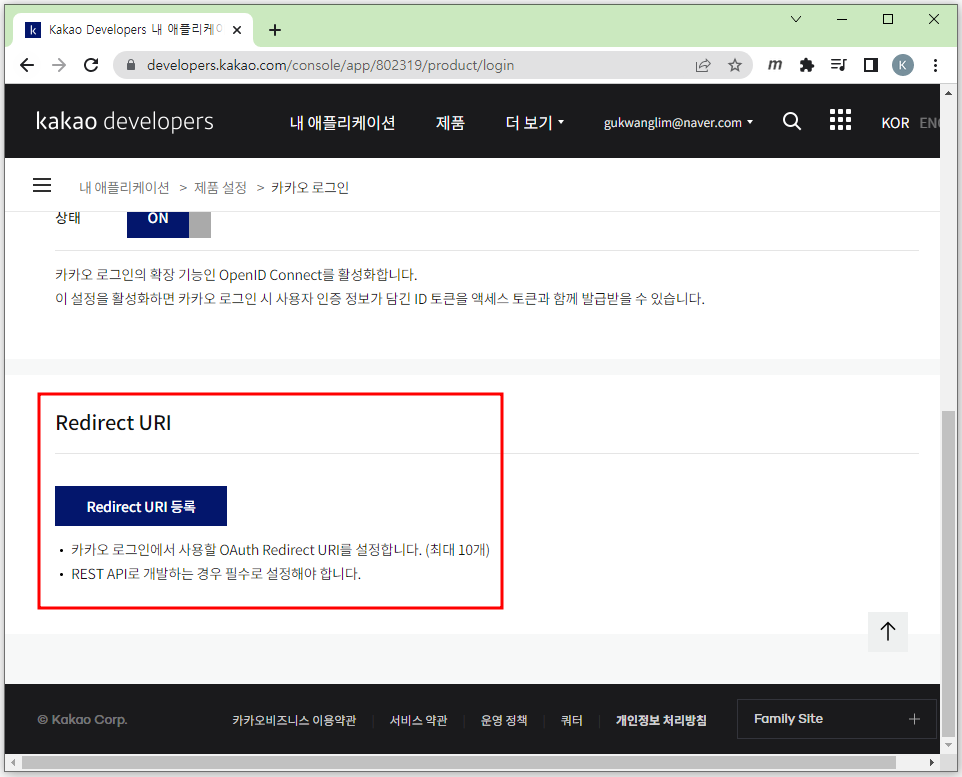 Kakao Developers 내 애플리케이
developers.kakao.com/console/app/802319/product/login
m
K
kakao developers
내 애플리케이션
제품
더 보기
gukwanglim@naver.com
KOR
ENG
내 애플리케이션 > 제품 설정 > 카카오 로그인
상태
ON
카카오 로그인의 확장 기능인 OpenID Connect를 활성화합니다.
이 설정을 활성화하면 카카오 로그인 시 사용자 인증 정보가 담긴 ID 토큰을 액세스 토큰과 함께 발급받을 수 있습니다.
Redirect URI
Redirect URI 등록
• 카카오 로그인에서 사용할 OAuth Redirect URI를 설정합니다. (최대 10개)
• REST API로 개발하는 경우 필수로 설정해야 합니다.
© Kakao Corp.
카카오비즈니스 이용약관
서비스 약관
운영 정책
쿼터
개인정보 처리방침
Family Site